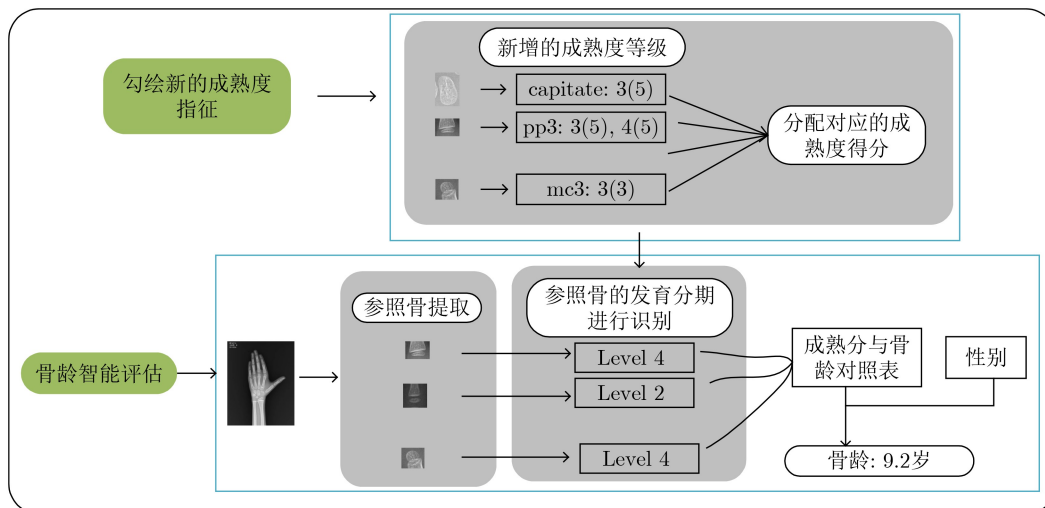 新增的成熟度等级
勾绘新的成熟度
指征
capitate: 3(5)
pp3: 3(5), 4(5)
mc3: 3(3)
分配对应的成
熟度得分
参照骨提取
参照骨的发育分期
进行识别
骨龄智能评估
Level 4
Level 2
Level 4
成熟分与骨
龄对照表
性别
骨龄: 9.2岁